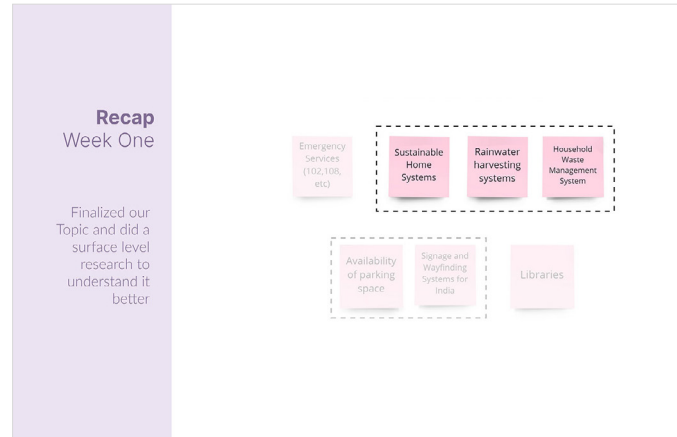 Recap
Week One
Finalized our
Topic and did a
surface level
research to
understand it
better
Emergency
Services
(102,108,
etc)
Sustainable
Home
Systems
Rainwater
harvesting
systems
Household
Waste
Management
System
Availability
of parking
space
Signage and
Wayfinding
Systems for
India
Libraries